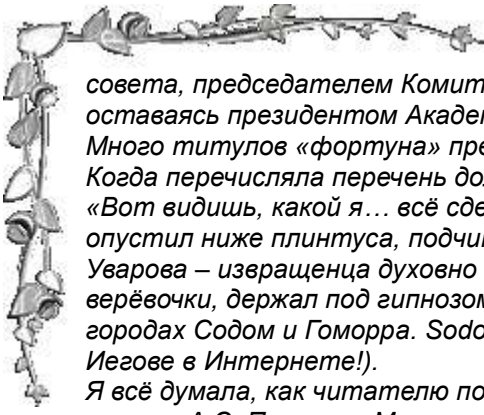 совета, председателем Комит
оставаясь президентом Академ
Много титулов «фортуна» пре
Когда перечисляла перечень дол
«Вот видишь, какой я… всё сде
опустил ниже плинтуса, подчин
Уварова – извращенца духовно
верёвочки, держал под гипнозом
городах Содом и Гоморра. Sodo
Иегове в Интернете!).
Я всё думала, как читателю по